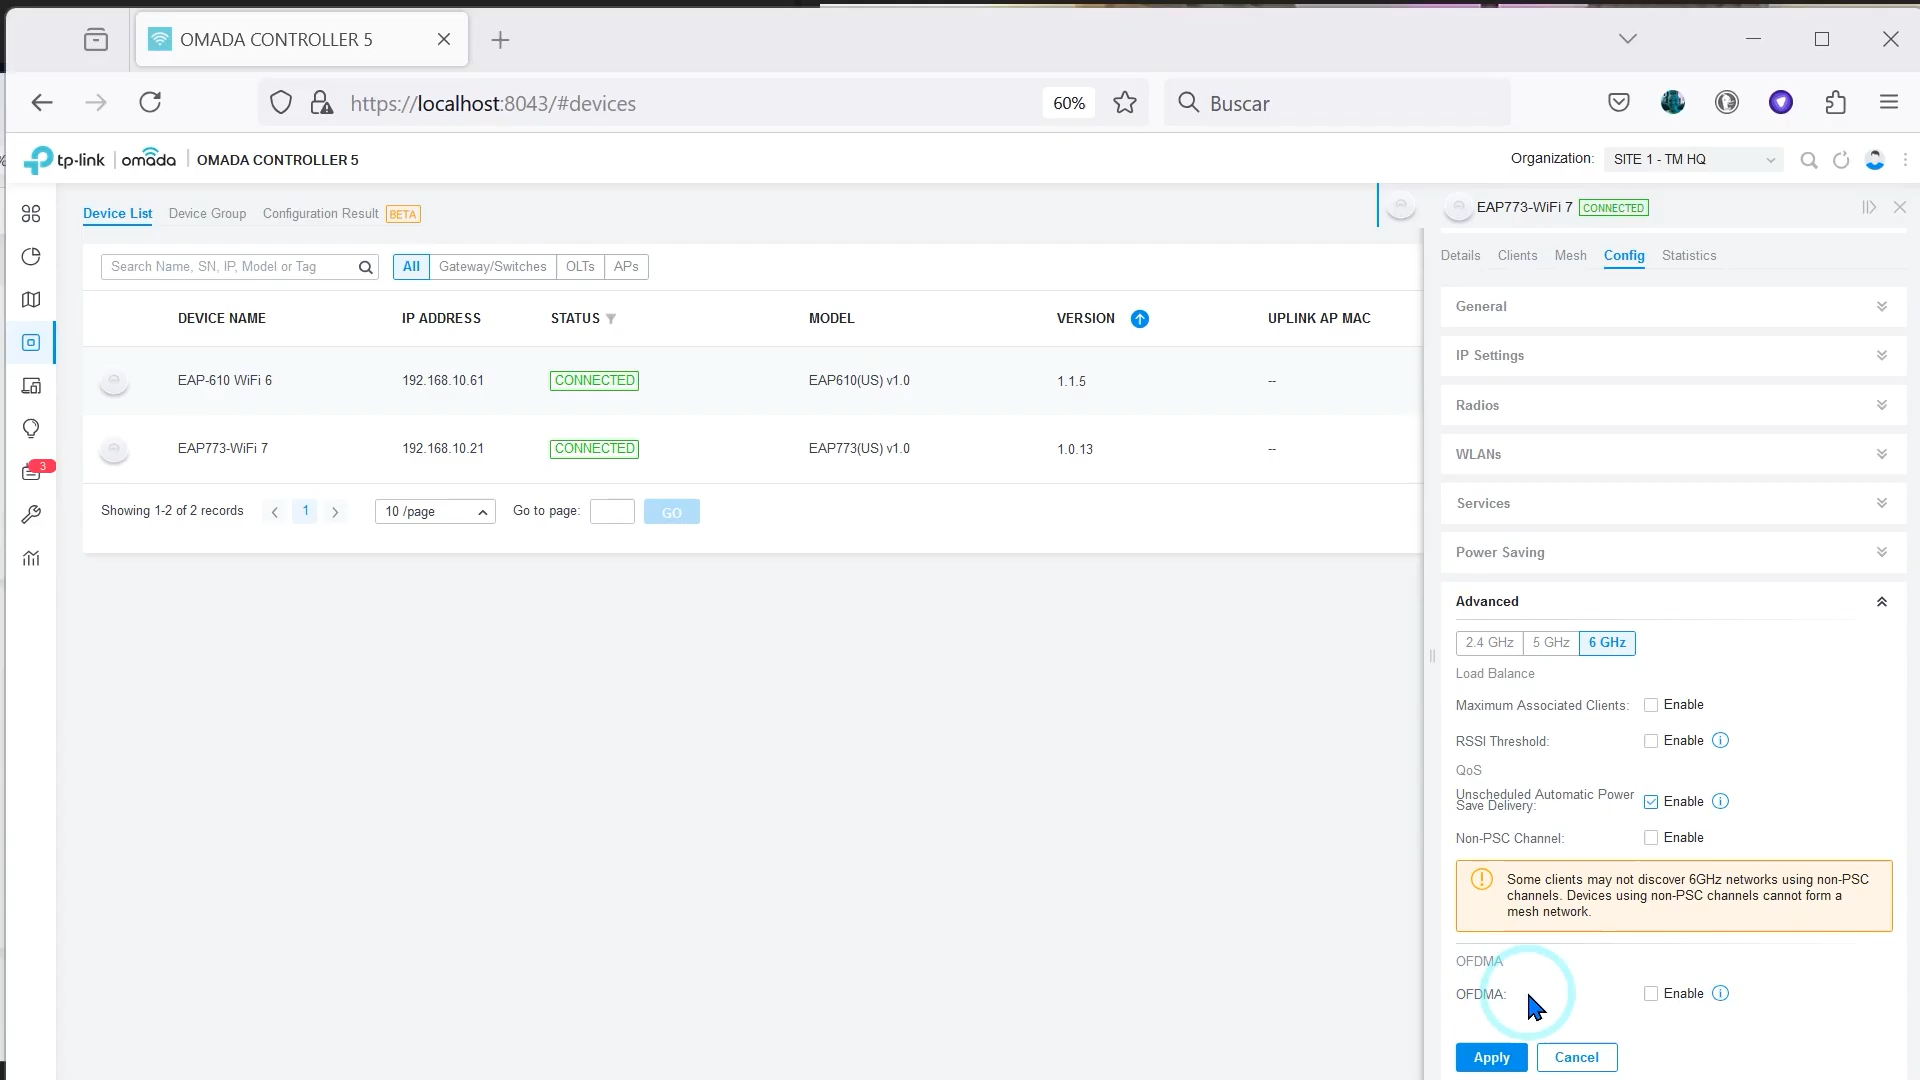 OMADA CONTROLLER 5
https://localhost:8043/#devices
60%
Buscar
tp-link | omada | OMADA CONTROLLER 5
Organization: SITE 1 - TM HQ
Device List Device Group Configuration Result BETA
Search Name, SN, IP, Model or Tag All Gateway/Switches OLTs APs
DEVICE NAME IP ADDRESS STATUS MODEL VERSION UPLINK AP MAC
EAP-610 WiFi 6 192.168.10.61 CONNECTED EAP610(US) v1.0 1.1.5 --
EAP773-WiFi 7 192.168.10.21 CONNECTED EAP773(US) v1.0 1.0.13 --
Showing 1-2 of 2 records 1 10 /page Go to page: GO
3
EAP773-WiFi 7 CONNECTED
Details Clients Mesh Config Statistics
General
IP Settings
Radios
WLANs
Services
Power Saving
Advanced
2.4 GHz 5 GHz 6 GHz
Load Balance
Maximum Associated Clients: Enable
RSSI Threshold: Enable
QoS
Unscheduled Automatic Power
Save Delivery: Enable
Non-PSC Channel: Enable
Some clients may not discover 6GHz networks using non-PSC
channels. Devices using non-PSC channels cannot form a
mesh network.
OFDMA
OFDMA: Enable
Apply Cancel